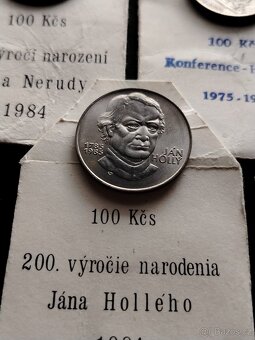 100 Kčs
výročí narození
a Nerudy
1984
100 K
Konference
1975-1
1785
1985
JÁN
HOLLÝ
100 Kčs
200. výročie narodenia
Jána Hollého